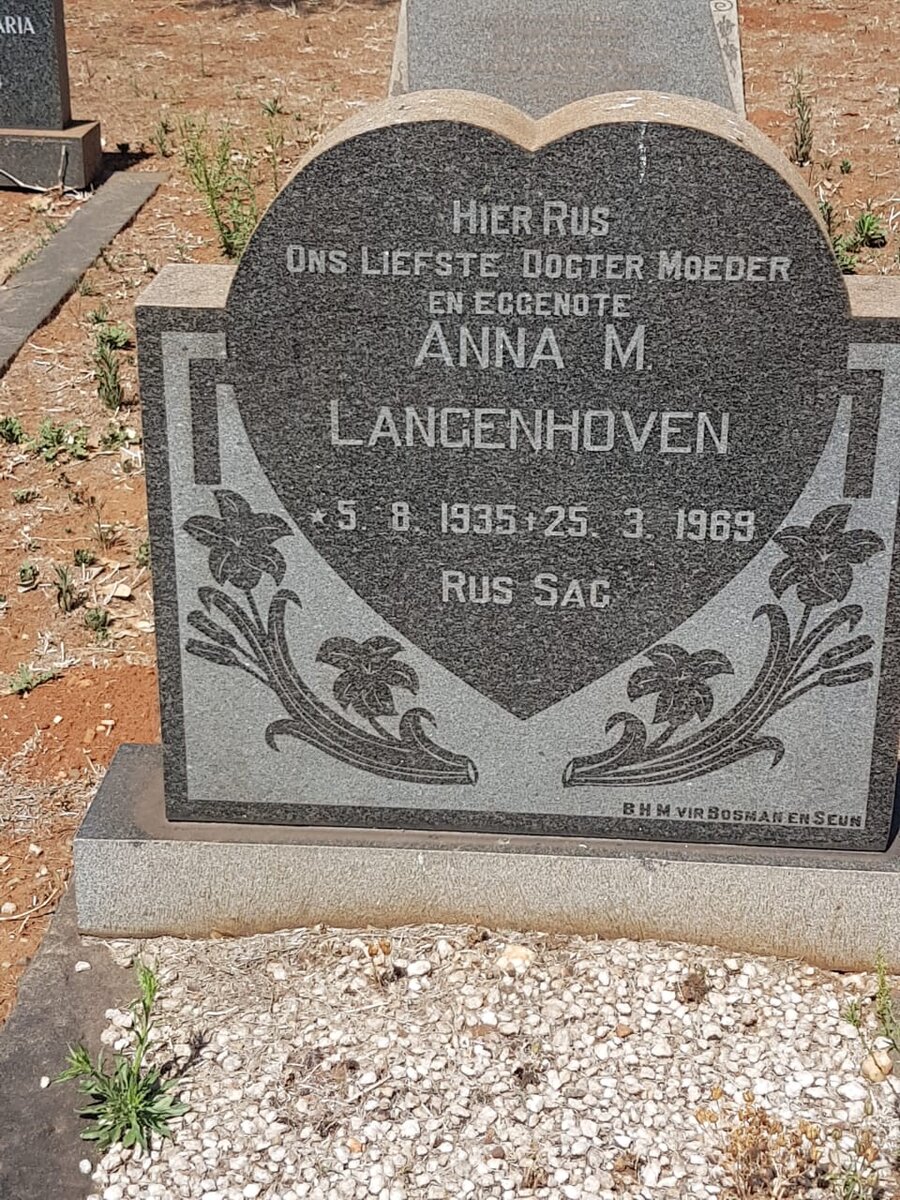 ARIA
HIER RUS
ONS LIEFSTE DOGTER MOEDER
EN EGGENOTE
ANNA M.
LANGENHOVEN
*5. 8. 1935 + 25. 3. 1969
RUS SAG
B H M VIR BOSMAN EN SEUN